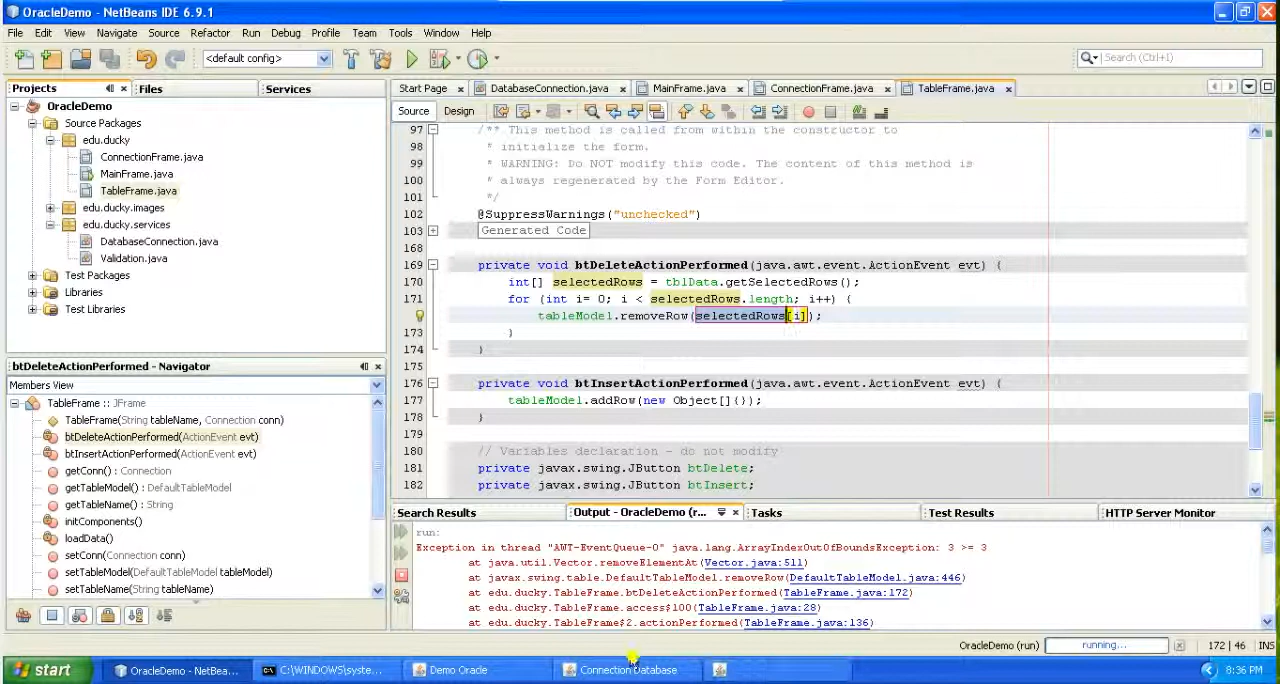 OracleDemo - NetBeans IDE 6.9.1
File Edit View Navigate Source Refactor Run Debug Profile Team Tools Window Help
<default config>
Search (Ctrl+I)
Projects Files Services
OracleDemo
Source Packages
edu.ducky
ConnectionFrame.java
MainFrame.java
TableFrame.java
edu.ducky.images
edu.ducky.services
DatabaseConnection.java
Validation.java
Test Packages
Libraries
Test Libraries
btDeleteActionPerformed - Navigator
Members View
TableFrame :: JFrame
TableFrame(String tableName, Connection conn)
btDeleteActionPerformed(ActionEvent evt)
btInsertActionPerformed(ActionEvent evt)
getConn() : Connection
getTableModel() : DefaultTableModel
getTableName() : String
initComponents()
loadData()
setConn(Connection conn)
setTableModel(DefaultTableModel tableModel)
setTableName(String tableName)
Start Page DatabaseConnection.java MainFrame.java ConnectionFrame.java TableFrame.java
Source Design
97 /** This method is called from within the constructor to
98 * initialize the form.
99 * WARNING: Do NOT modify this code. The content of this method is
100 * always regenerated by the Form Editor.
101 */
102 @SuppressWarnings("unchecked")
103 Generated Code
168
169 private void btDeleteActionPerformed(java.awt.event.ActionEvent evt) {
170 int[] selectedRows = tblData.getSelectedRows();
171 for (int i= 0; i < selectedRows.length; i++) {
tableModel.removeRow(selectedRows[i]);
173 }
174 }
175
176 private void btInsertActionPerformed(java.awt.event.ActionEvent evt) {
177 tableModel.addRow(new Object[]{});
178 }
179
180 // Variables declaration - do not modify
181 private javax.swing.JButton btDelete;
182 private javax.swing.JButton btInsert;
Search Results Output - OracleDemo (r... Tasks Test Results HTTP Server Monitor
run:
Exception in thread "AWT-EventQueue-0" java.lang.ArrayIndexOutOfBoundsException: 3 >= 3
at java.util.Vector.removeElementAt(Vector.java:511)
at javax.swing.table.DefaultTableModel.removeRow(DefaultTableModel.java:446)
at edu.ducky.TableFrame.btDeleteActionPerformed(TableFrame.java:172)
at edu.ducky.TableFrame.access$100(TableFrame.java:28)
at edu.ducky.TableFrame$2.actionPerformed(TableFrame.java:136)
OracleDemo (run) running... 172 | 46 INS
start OracleDemo - NetBea... C:\WINDOWS\syste... Demo Oracle Connection Database 8:36 PM